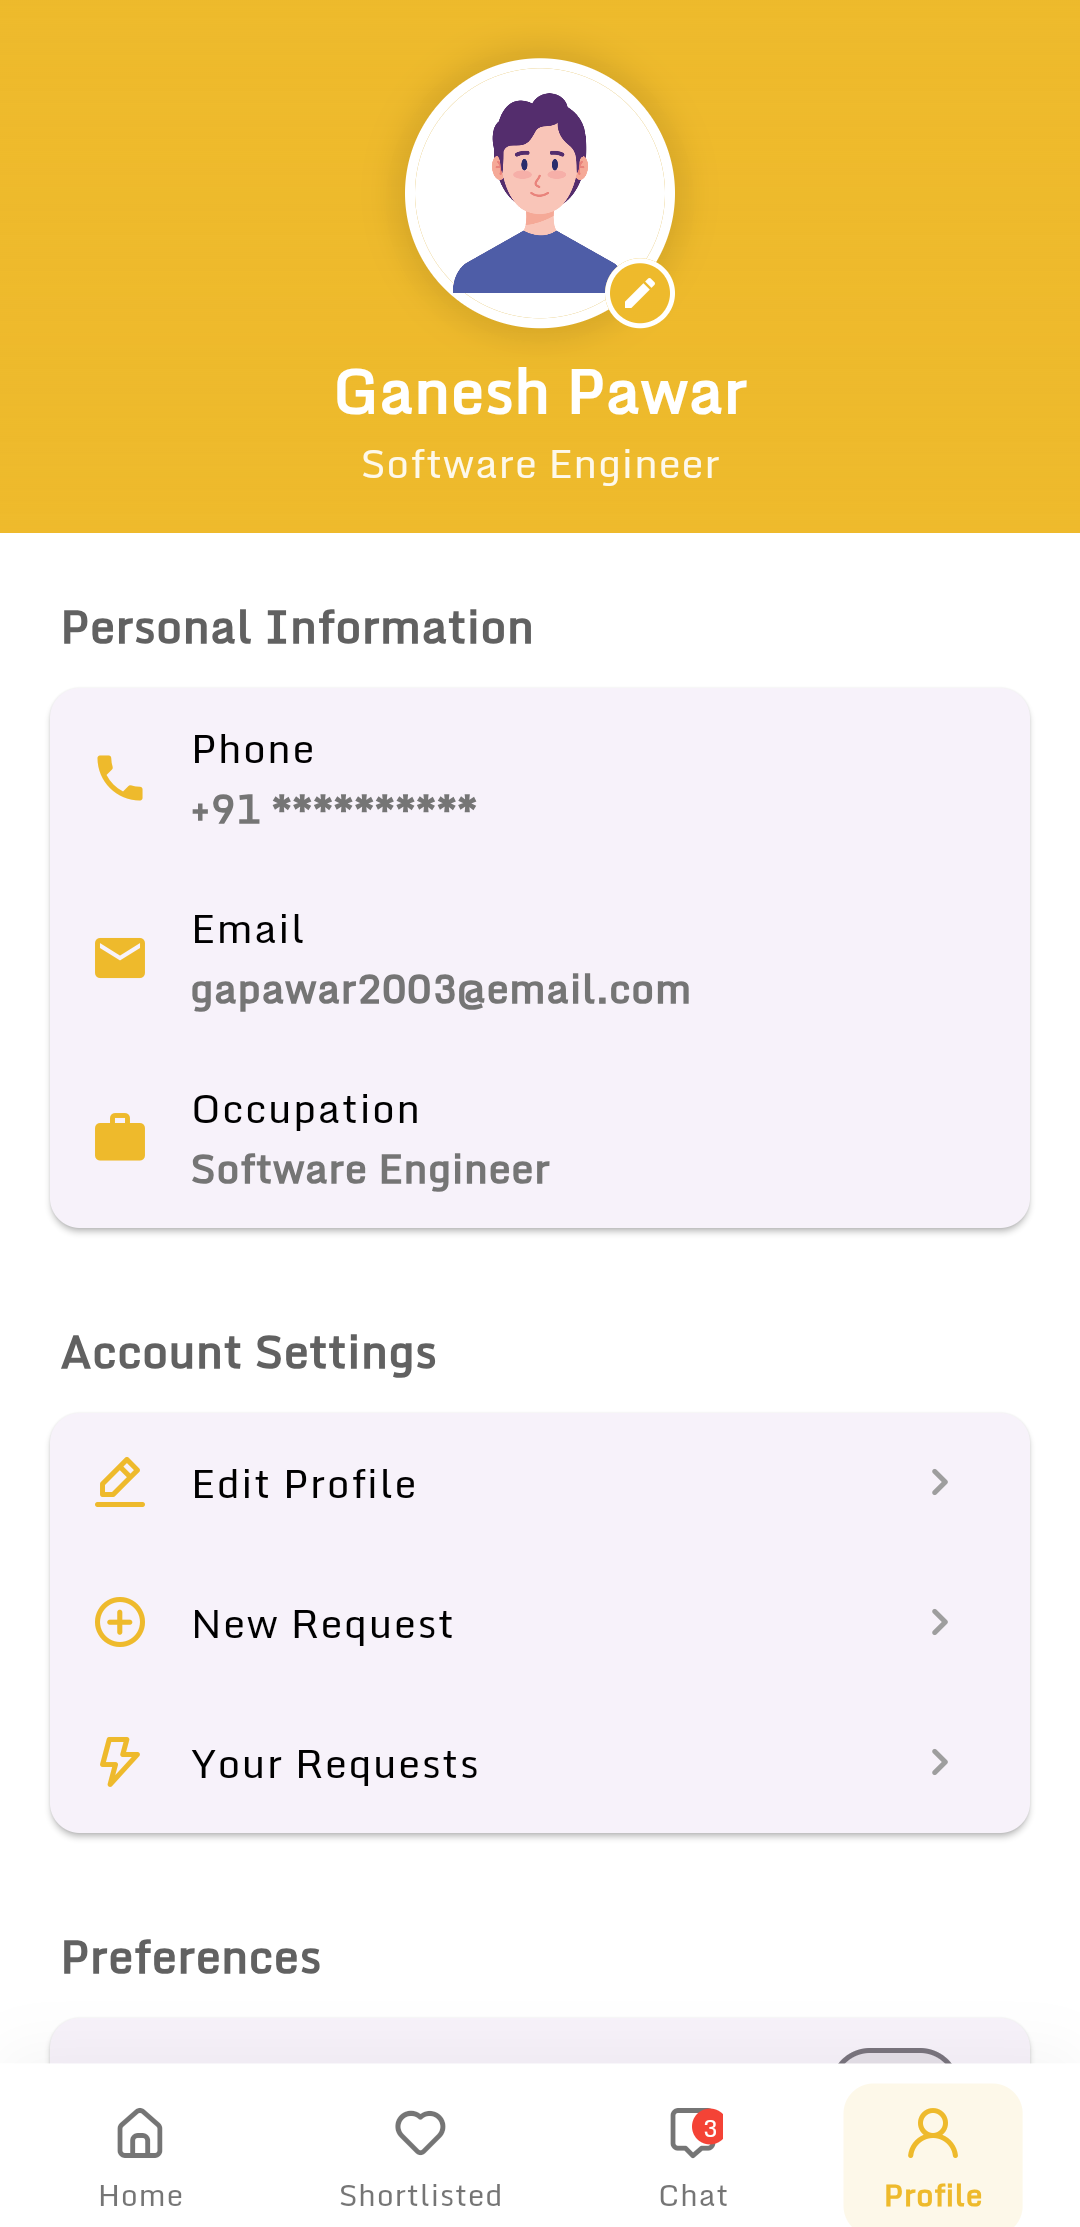 Ganesh Pawar
Software Engineer
Personal Information
Phone
+91 **********
Email
gapawar2003@email.com
Occupation
Software Engineer
Account Settings
Edit Profile
New Request
Your Requests
Preferences
3
Home
Shortlisted
Chat
Profile